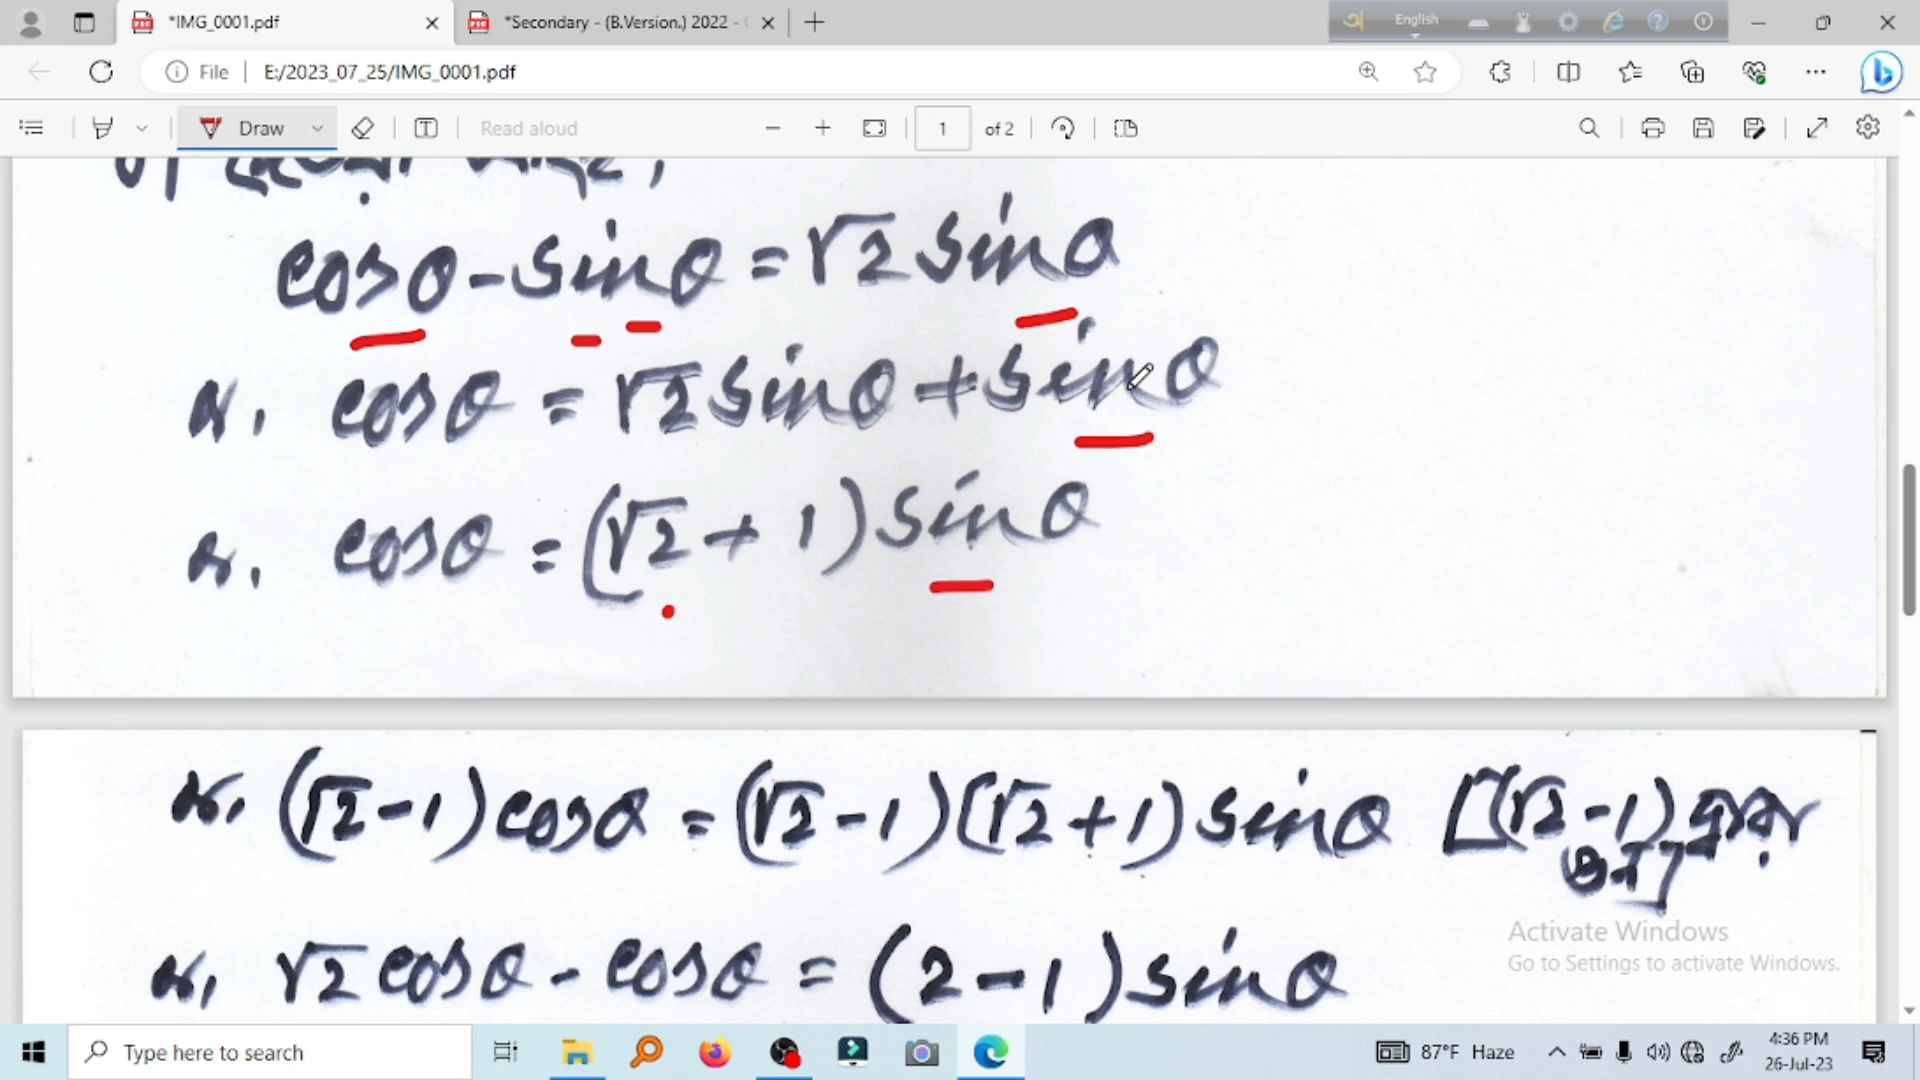 *IMG_0001.pdf
*Secondary - (B.Version.) 2022 -
English
File
E:/2023_07_25/IMG_0001.pdf
Draw
Read aloud
1
of 2
cosθ-sinθ=√2 sinθ
বা, cosθ = √2 sinθ + sinθ
বা, cosθ = (√2 + 1) sinθ
বা, (√2 -1) cosθ = (√2 -1)(√2 +1) sinθ [(√2 -1) দ্বারা
গুণ]
বা, √2 cosθ - cosθ = (2 -1) sinθ
Activate Windows
Go to Settings to activate Windows.
Type here to search
87°F Haze
4:36 PM
26-Jul-23